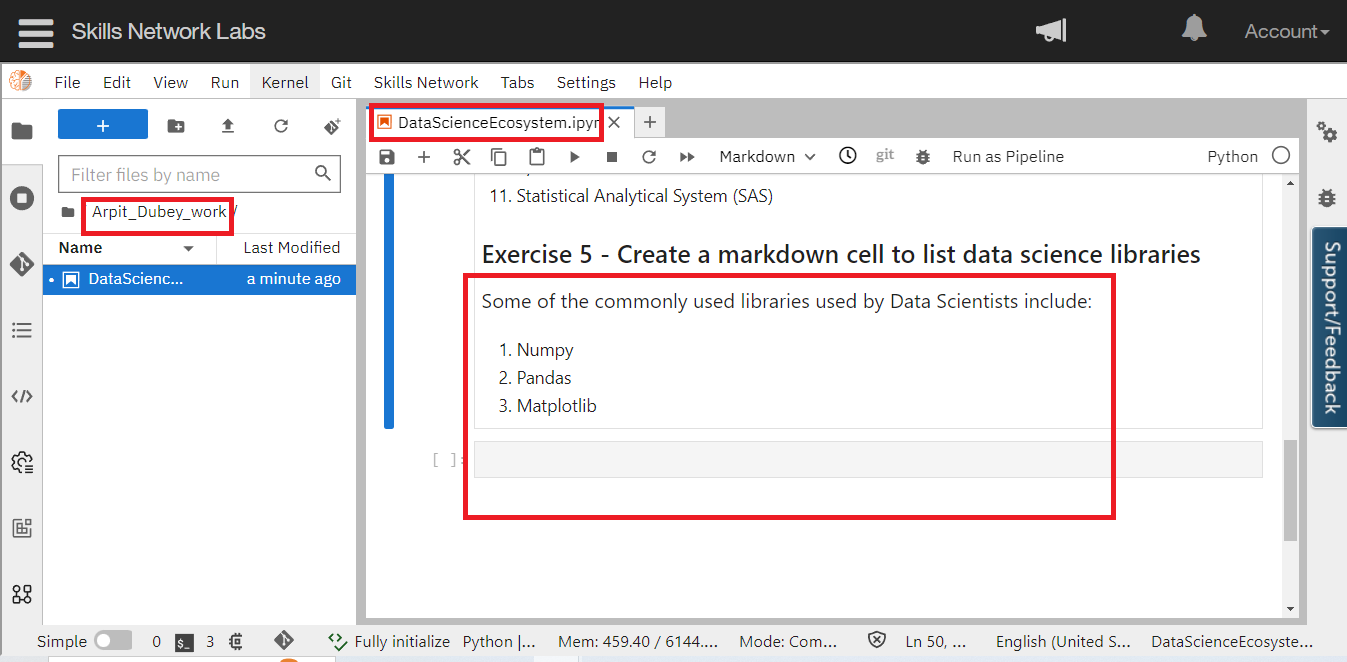 Skills Network Labs
Account
File Edit View Run Kernel Git Skills Network Tabs Settings Help
+
DataScienceEcosystem.ipyn
Filter files by name
Markdown git Run as Pipeline Python
Arpit_Dubey_work /
Name Last Modified
DataScienc... a minute ago
11. Statistical Analytical System (SAS)
Exercise 5 - Create a markdown cell to list data science libraries
Some of the commonly used libraries used by Data Scientists include:
1. Numpy
2. Pandas
3. Matplotlib
[ ]:
Support/Feedback
Simple 0 3 Fully initialize Python |... Mem: 459.40 / 6144.... Mode: Com... Ln 50, ... English (United S... DataScienceEcosyste...